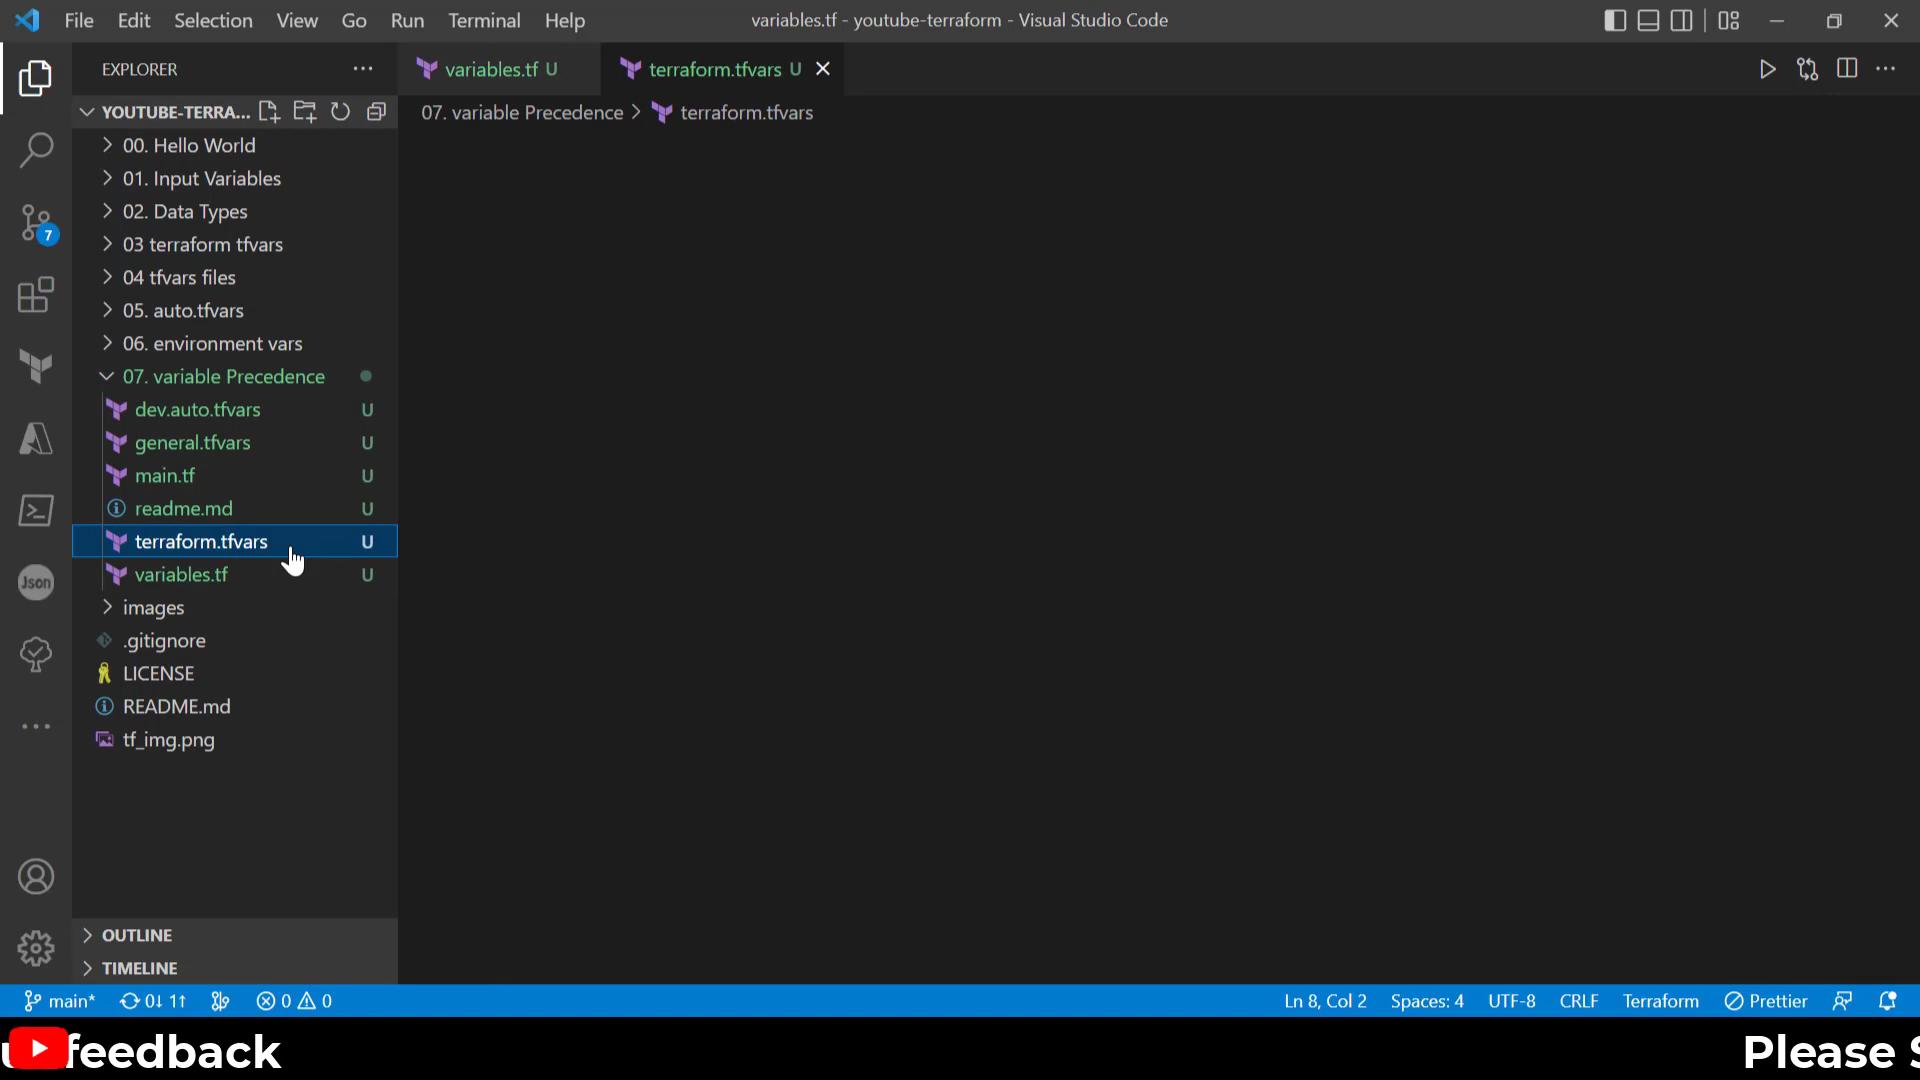 File Edit Selection View Go Run Terminal Help
variables.tf - youtube-terraform - Visual Studio Code
EXPLORER
variables.tf U
terraform.tfvars U
YOUTUBE-TERRA...
07. variable Precedence > terraform.tfvars
00. Hello World
01. Input Variables
02. Data Types
03 terraform tfvars
04 tfvars files
05. auto.tfvars
06. environment vars
07. variable Precedence
dev.auto.tfvars U
general.tfvars U
main.tf U
readme.md U
terraform.tfvars U
variables.tf U
images
.gitignore
LICENSE
README.md
tf_img.png
7
Json
OUTLINE
TIMELINE
main* 0↓ 1↑ 0 0
Ln 8, Col 2 Spaces: 4 UTF-8 CRLF Terraform Prettier
feedback
Please